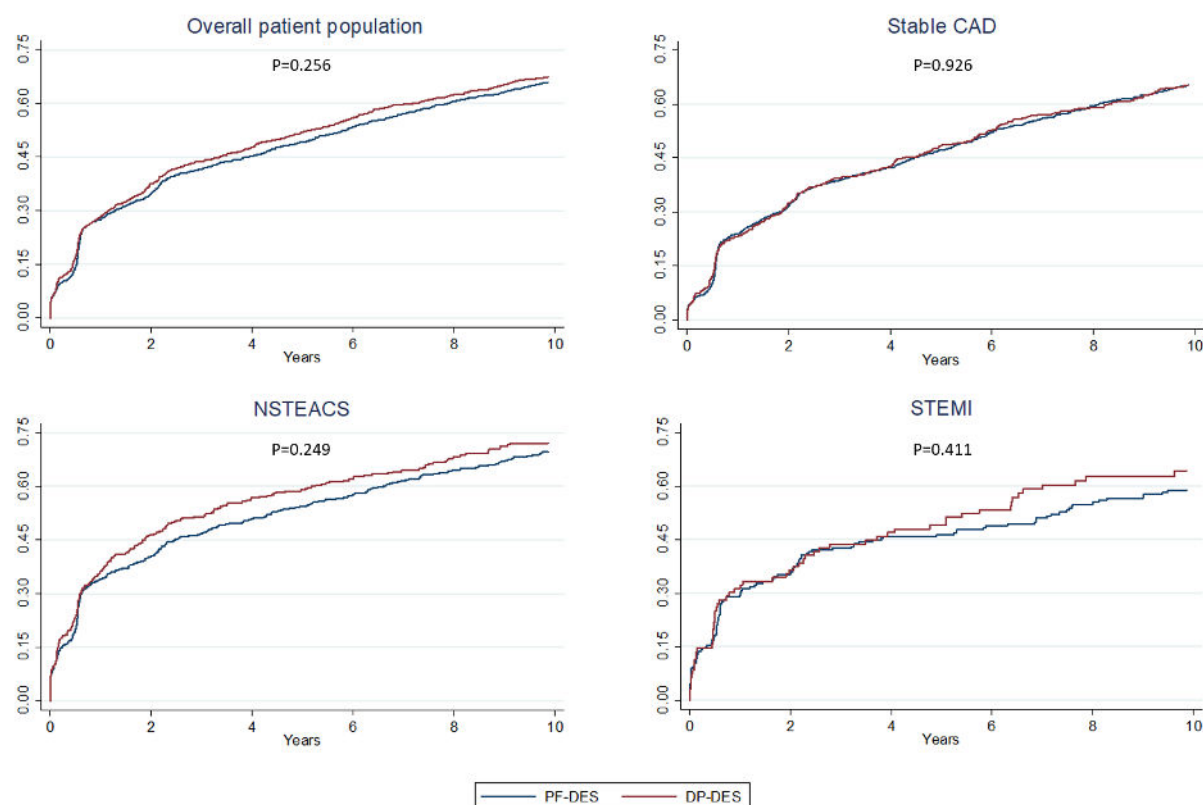 Overall patient population
P=0.256
0.75
0.60
0.45
0.30
0.15
0.00
0 2 4 6 8 10
Years
Stable CAD
P=0.926
0.75
0.60
0.45
0.30
0.15
0.00
0 2 4 6 8 10
Years
NSTEACS
P=0.249
0.75
0.60
0.45
0.30
0.15
0.00
0 2 4 6 8 10
Years
STEMI
P=0.411
0.75
0.60
0.45
0.30
0.15
0.00
0 2 4 6 8 10
Years
PF-DES DP-DES